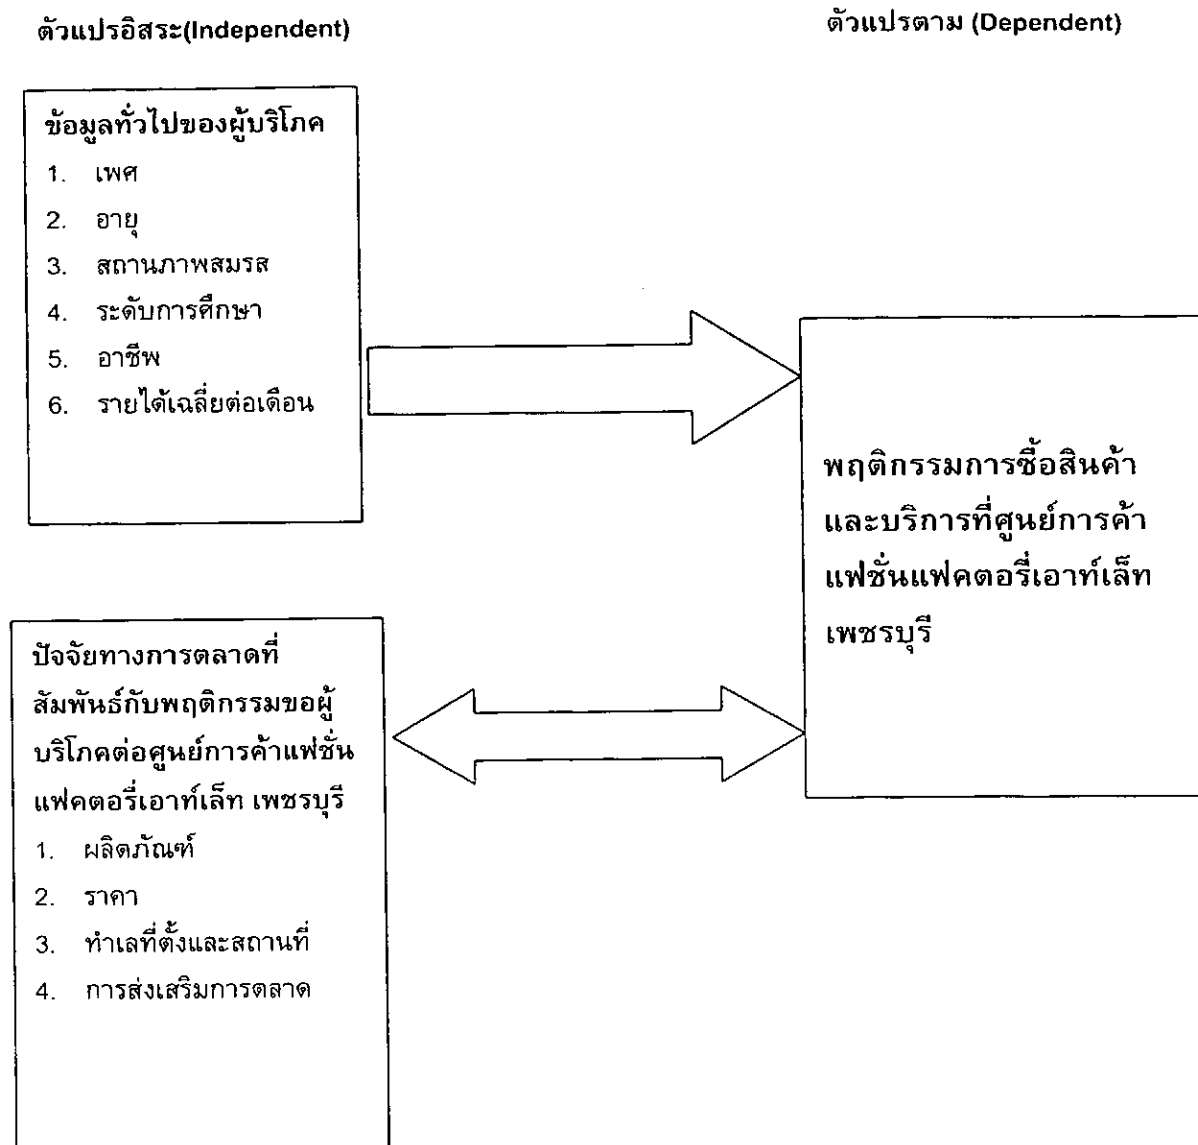 ตัวแปรอิสระ(Independent)
ตัวแปรตาม (Dependent)
ข้อมูลทั่วไปของผู้บริโภค
1. เพศ
2. อายุ
3. สถานภาพสมรส
4. ระดับการศึกษา
5. อาชีพ
6. รายได้เฉลี่ยต่อเดือน
พฤติกรรมการซื้อสินค้า
และบริการที่ศูนย์การค้า
แฟชั่นแฟคตอรี่เอาท์เล็ท
เพชรบุรี
ปัจจัยทางการตลาดที่
สัมพันธ์กับพฤติกรรมขอผู้
บริโภคต่อศูนย์การค้าแฟชั่น
แฟคตอรี่เอาท์เล็ท เพชรบุรี
1. ผลิตภัณฑ์
2. ราคา
3. ทำเลที่ตั้งและสถานที่
4. การส่งเสริมการตลาด